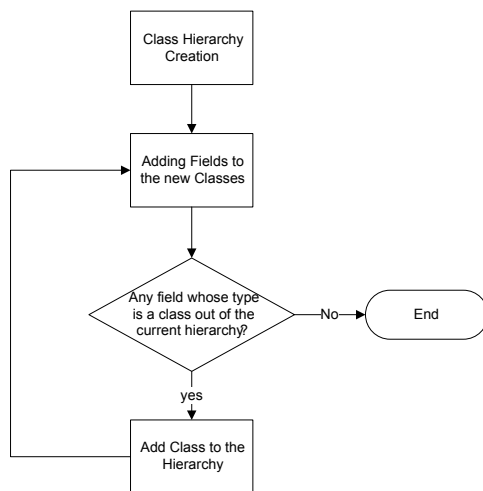 Class Hierarchy
Creation
Adding Fields to
the new Classes
Any field whose type
is a class out of the
current hierarchy?
No
End
yes
Add Class to the
Hierarchy